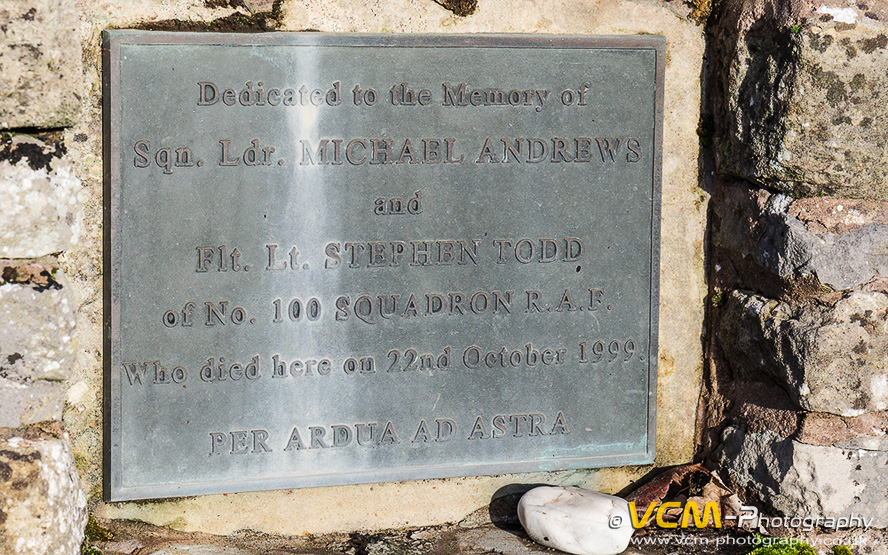 Dedicated to the Memory of
Sqn. Ldr. MICHAEL ANDREWS
and
Flt. Lt. STEPHEN TODD
of No. 100 SQUADRON R.A.F.
Who died here on 22nd October 1999.
PER ARDUA AD ASTRA
© VCM-Photography
www.vcm-photography.co.uk